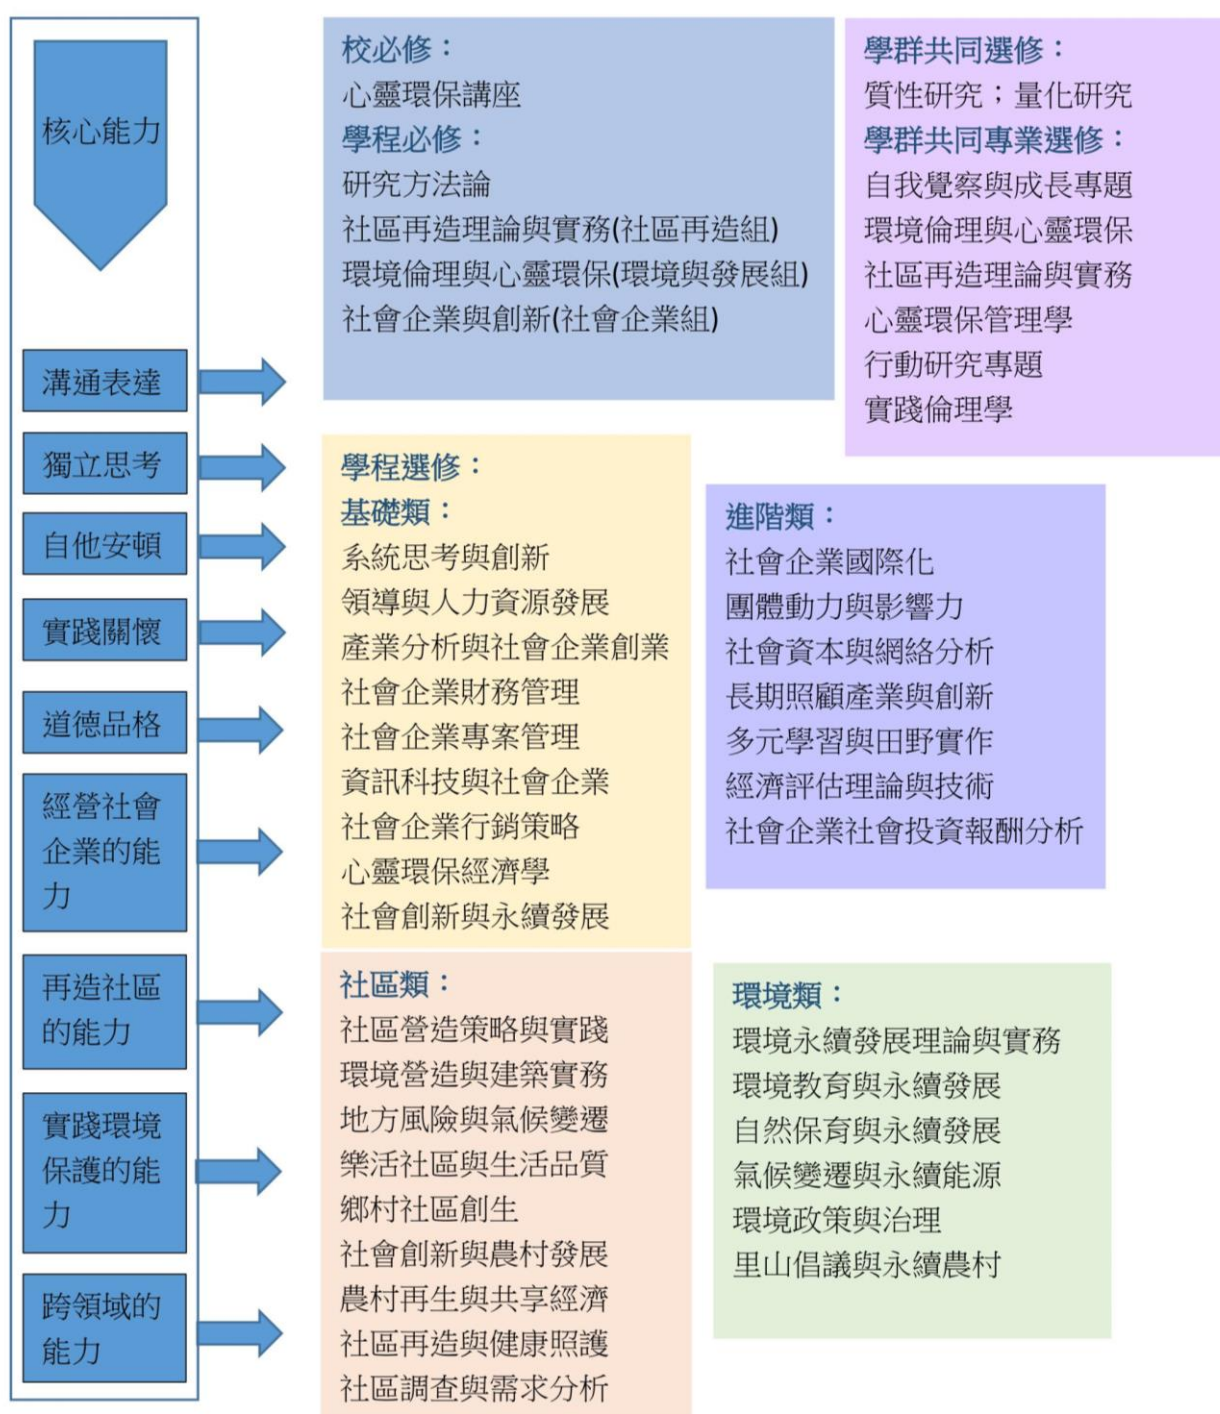 核心能力
溝通表達
獨立思考
自他安頓
實踐關懷
道德品格
經營社會
企業的能
力
再造社區
的能力
實踐環境
保護的能
力
跨領域的
能力
校必修：
心靈環保講座
學程必修：
研究方法論
社區再造理論與實務(社區再造組)
環境倫理與心靈環保(環境與發展組)
社會企業與創新(社會企業組)
學群共同選修：
質性研究；量化研究
學群共同專業選修：
自我覺察與成長專題
環境倫理與心靈環保
社區再造理論與實務
心靈環保管理學
行動研究專題
實踐倫理學
學程選修：
基礎類：
系統思考與創新
領導與人力資源發展
產業分析與社會企業創業
社會企業財務管理
社會企業專案管理
資訊科技與社會企業
社會企業行銷策略
心靈環保經濟學
社會創新與永續發展
進階類：
社會企業國際化
團體動力與影響力
社會資本與網絡分析
長期照顧產業與創新
多元學習與田野實作
經濟評估理論與技術
社會企業社會投資報酬分析
社區類：
社區營造策略與實踐
環境營造與建築實務
地方風險與氣候變遷
樂活社區與生活品質
鄉村社區創生
社會創新與農村發展
農村再生與共享經濟
社區再造與健康照護
社區調查與需求分析
環境類：
環境永續發展理論與實務
環境教育與永續發展
自然保育與永續發展
氣候變遷與永續能源
環境政策與治理
里山倡議與永續農村